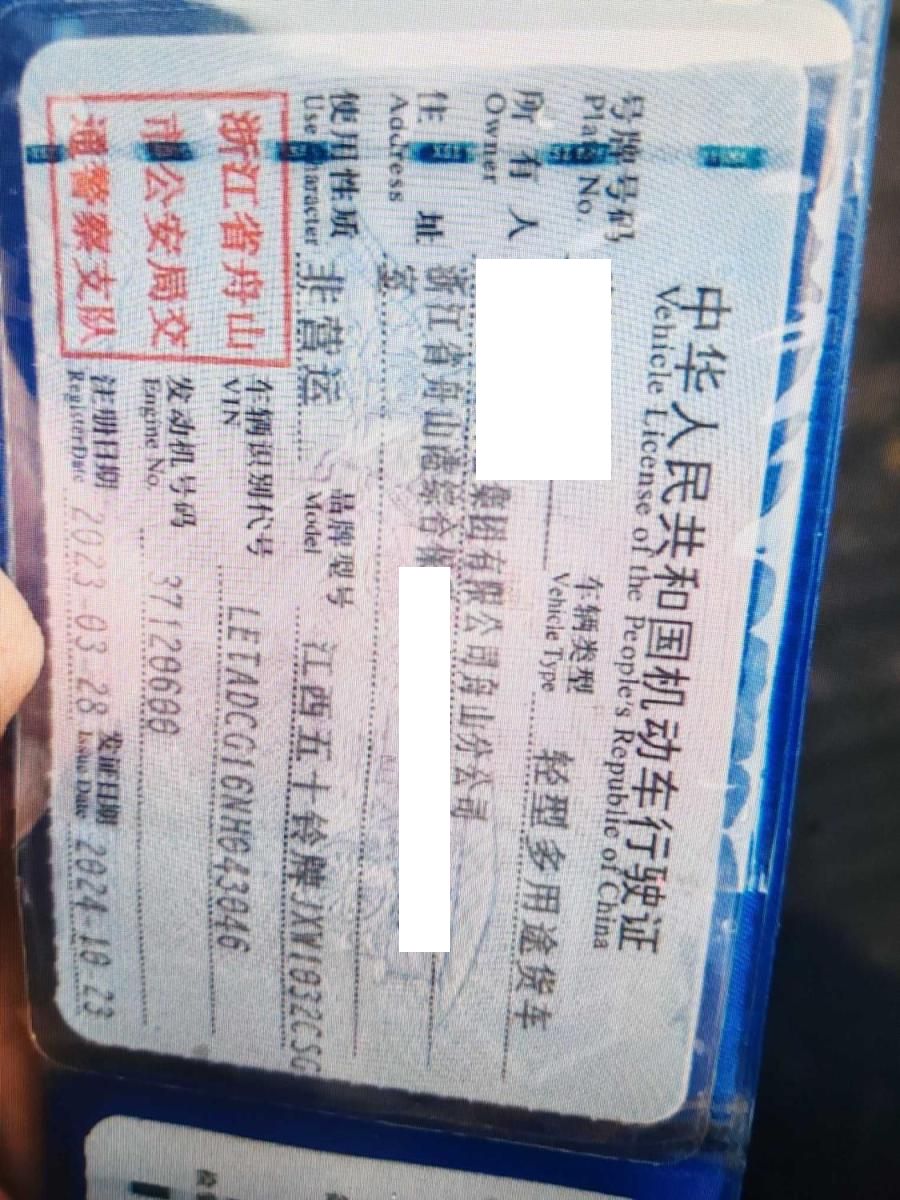 中华人民共和国机动车行驶证
Vehicle License of the People's Republic of China
号牌号码
Plate No.
车辆类型
Vehicle Type
轻型多用途货车
所有人
Owner
集团有限公司舟山分公司
住址
Address
浙江省舟山港综合保
室
使用性质
Use Character
非营运
品牌型号
Model
江西五十铃牌JXW1032CSG
浙江省舟山
市公安局交
通警察支队
车辆识别代号
VIN
LETADCG16NH043046
发动机号码
Engine No.
37120600
注册日期
Register Date
2023-03-28
发证日期
Issue Date
2024-10-23